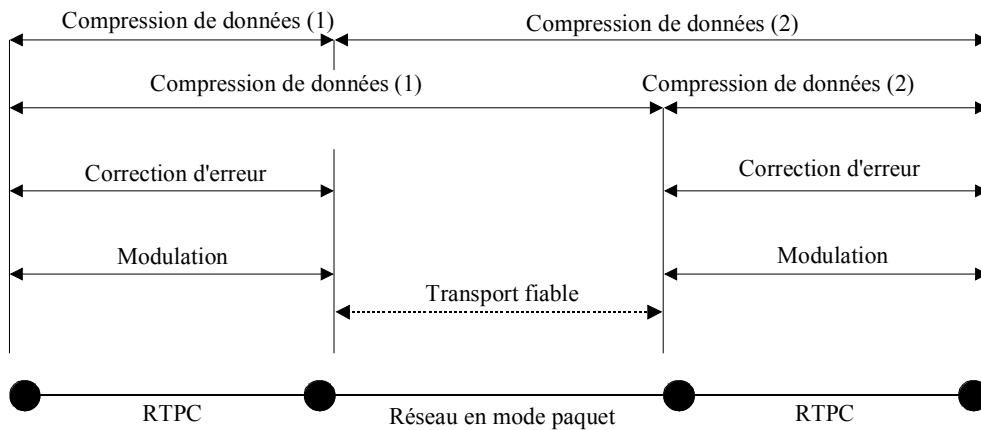 Compression de données (1)
Compression de données (2)
Compression de données (1)
Compression de données (2)
Correction d'erreur
Correction d'erreur
Modulation
Modulation
Transport fiable
RTPC
Réseau en mode paquet
RTPC